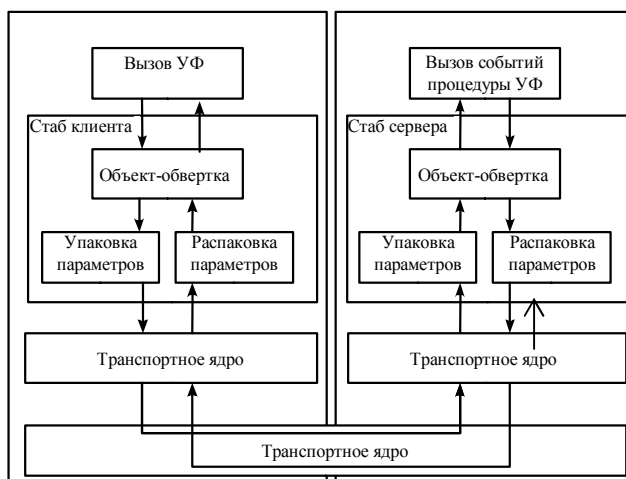 Вызов УФ
Стаб клиента
Объект-обвертка
Упаковка
параметров
Распаковка
параметров
Транспортное ядро
Вызов событий
процедуры УФ
Стаб сервера
Объект-обвертка
Упаковка
параметров
Распаковка
параметров
Транспортное ядро
Транспортное ядро